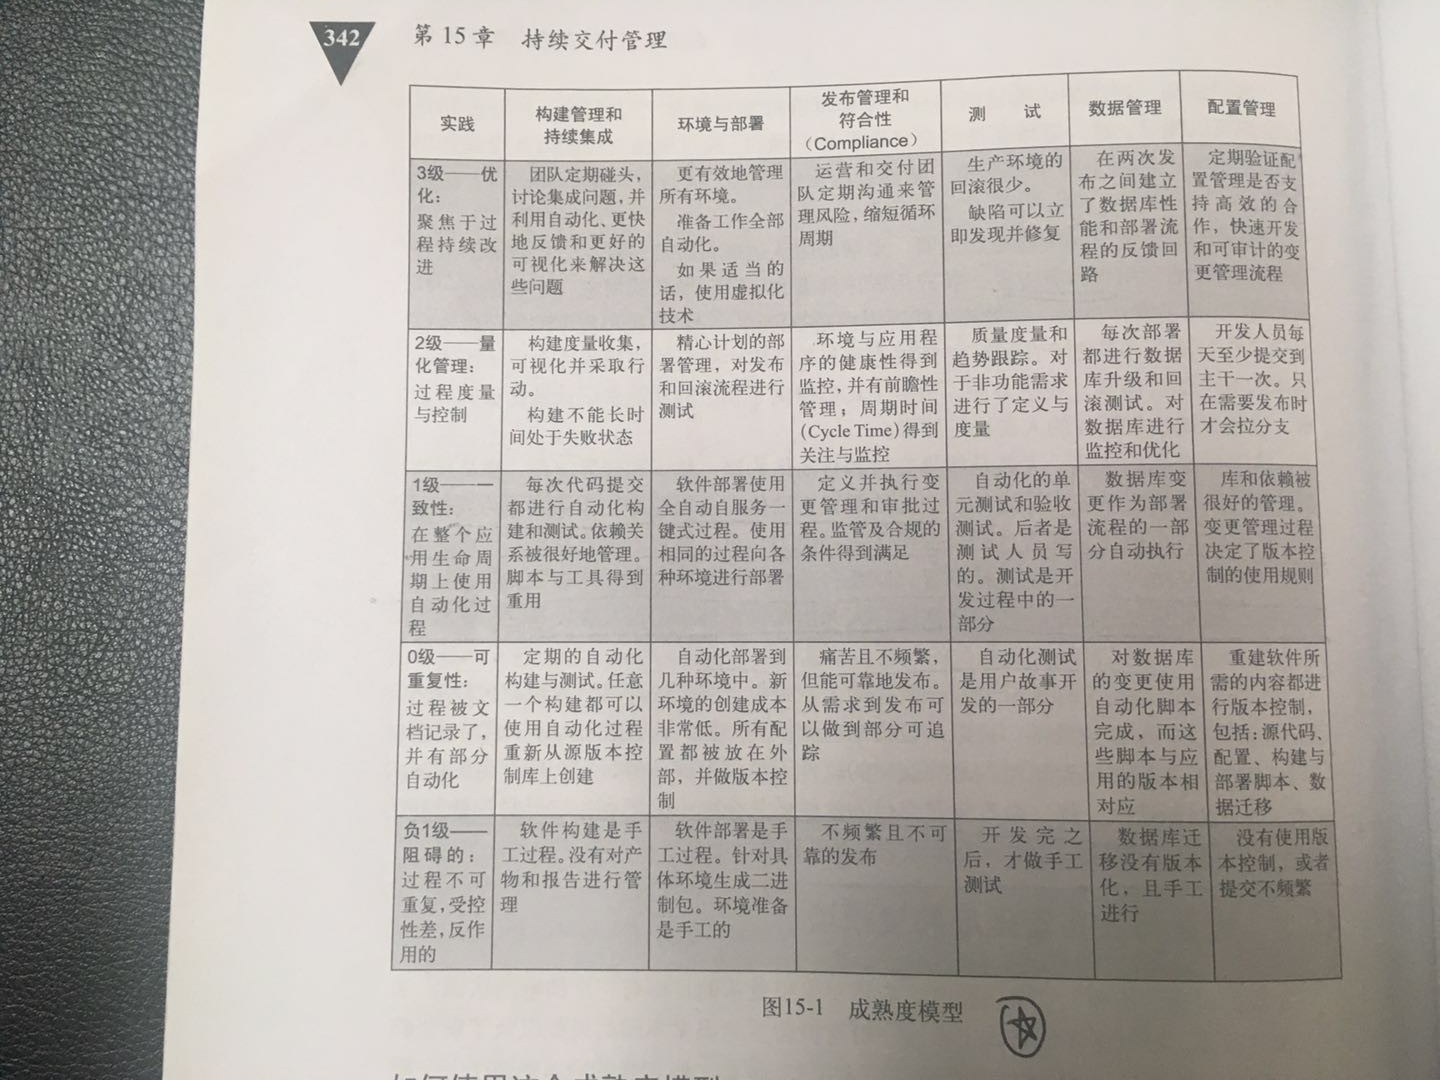 342
第 15 章 持续交付管理
实践
构建管理和
持续集成
环境与部署
发布管理和
符合性
（Compliance）
测 试
数据管理
配置管理
3级——优
化：
聚焦于过
程持续改
进
团队定期碰头，
讨论集成问题，并
利用自动化、更快
地反馈和更好的
可视化来解决这
些问题
更有效地管理
所有环境。
准备工作全部
自动化。
如果适当的
话，使用虚拟化
技术
运营和交付团
队定期沟通来管
理风险，缩短循环
周期
生产环境的
回滚很少。
缺陷可以立
即发现并修复
在两次发
布之间建立
了数据库性
能和部署流
程的反馈回
路
定期验证配
置管理是否支
持高效的合
作，快速开发
和可审计的变
更管理流程
2级——量
化管理：
过程度量
与控制
构建度量收集，
可视化并采取行
动。
构建不能长时
间处于失败状态
精心计划的部
署管理，对发布
和回滚流程进行
测试
环境与应用程
序的健康性得到
监控，并有前瞻性
管理；周期时间
(Cycle Time)得到
关注与监控
质量度量和
趋势跟踪。对
于非功能需求
进行了定义与
度量
每次部署
都进行数据
库升级和回
滚测试。对
数据库进行
监控和优化
开发人员每
天至少提交到
主干一次。只
在需要发布时
才会拉分支
1级——一
致性：
在整个应
用生命周
期上使用
自动化过
程
每次代码提交
都进行自动化构
建和测试。依赖关
系被很好地管理。
脚本与工具得到
重用
软件部署使用
全自动自服务一
键式过程。使用
相同的过程向各
种环境进行部署
定义并执行变
更管理和审批过
程。监管及合规的
条件得到满足
自动化的单
元测试和验收
测试。后者是
测试人员写
的。测试是开
发过程中的一
部分
数据库变
更作为部署
流程的一部
分自动执行
库和依赖被
很好的管理。
变更管理过程
决定了版本控
制的使用规则
0级——可
重复性：
过程被文
档记录了，
并有部分
自动化
定期的自动化
构建与测试。任意
一个构建都可以
使用自动化过程
重新从源版本控
制库上创建
自动化部署到
几种环境中。新
环境的创建成本
非常低。所有配
置都被放在外
部，并做版本控
制
痛苦且不频繁，
但能可靠地发布。
从需求到发布可
以做到部分可追
踪
自动化测试
是用户故事开
发的一部分
对数据库
的变更使用
自动化脚本
完成，而这
些脚本与应
用的版本相
对应
重建软件所
需的内容都进
行版本控制，
包括：源代码、
配置、构建与
部署脚本、数
据迁移
负1级——
阻碍的：
过程不可
重复，受控
性差，反作
用的
软件构建是手
工过程。没有对产
物和报告进行管
理
软件部署是手
工过程。针对具
体环境生成二进
制包。环境准备
是手工的
不频繁且不可
靠的发布
开发完之
后，才做手工
测试
数据库迁
移没有版本
化，且手工
进行
没有使用版
本控制，或者
提交不频繁
图15-1 成熟度模型
如何使用这个成熟度模型